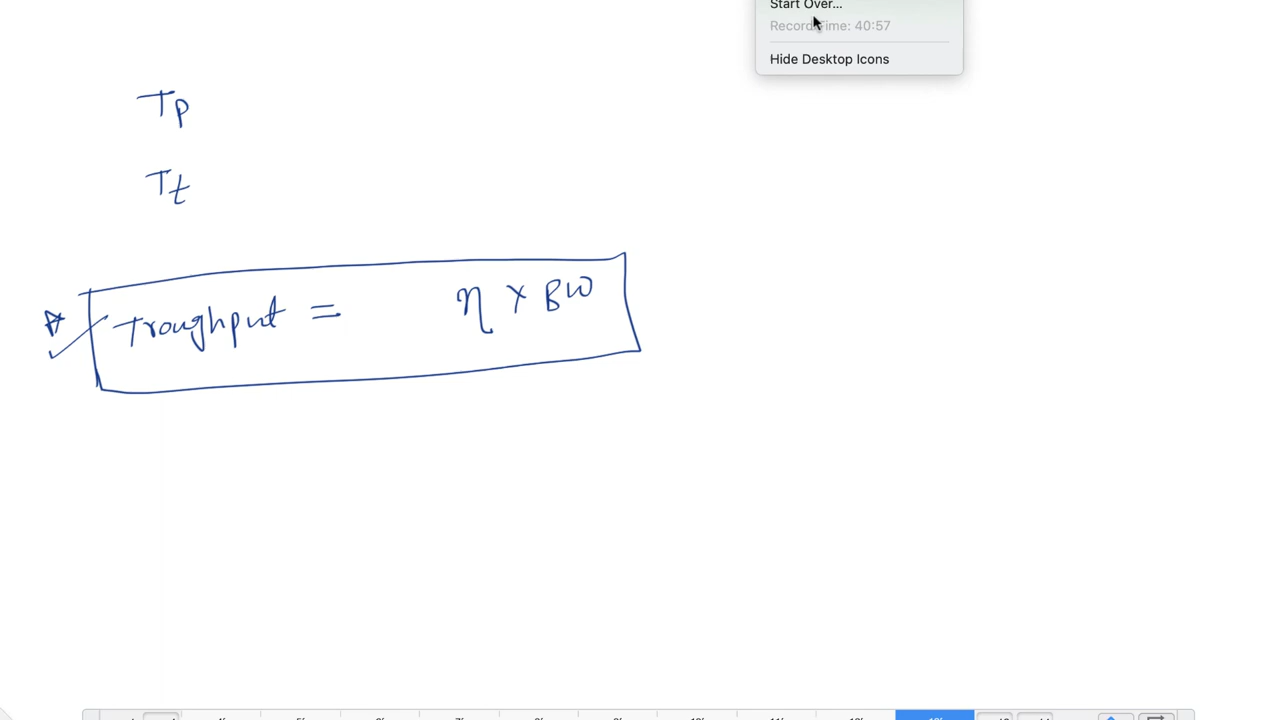 Start Over...
Record Time: 40:57
Hide Desktop Icons
Tp
Tt
Troughput = η × BW